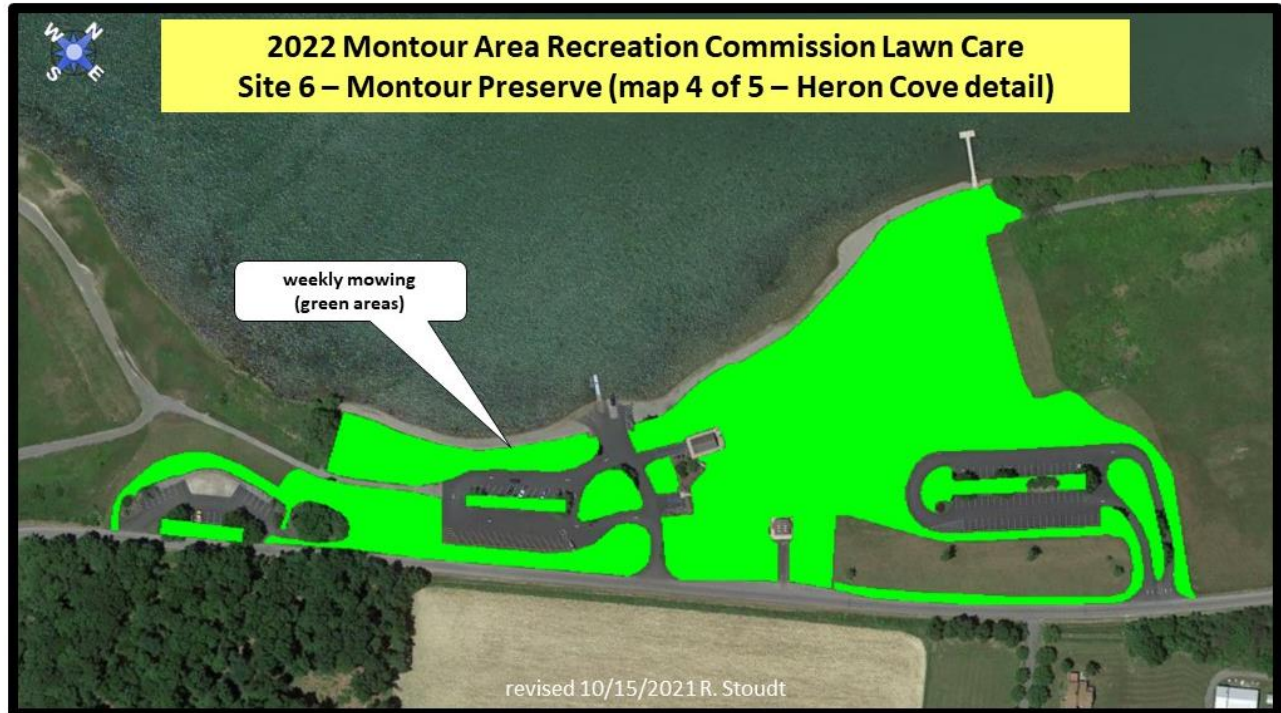 W N
S E
2022 Montour Area Recreation Commission Lawn Care
Site 6 – Montour Preserve (map 4 of 5 – Heron Cove detail)
weekly mowing
(green areas)
revised 10/15/2021 R. Stoudt